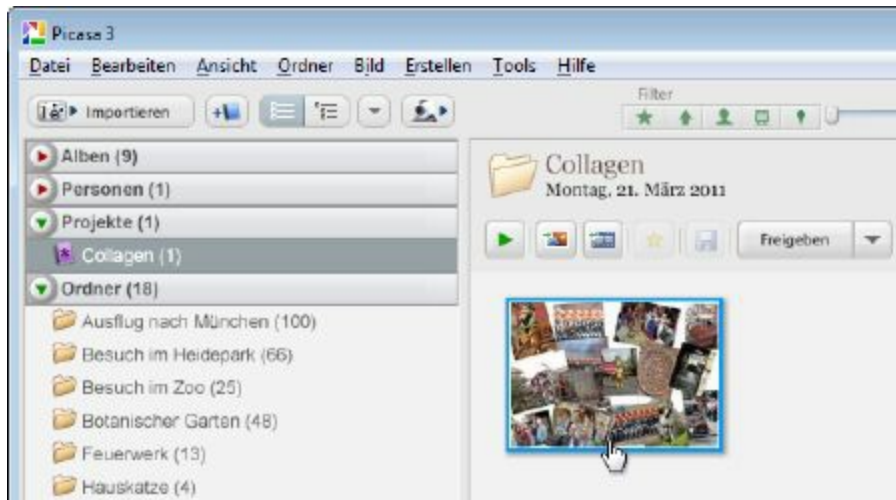 Picasa 3
Datei Bearbeiten Ansicht Ordner Bild Erstellen Tools Hilfe
Importieren
Filter
Alben (9)
Personen (1)
Projekte (1)
Collagen (1)
Ordner (18)
Ausflug nach München (100)
Besuch im Heidepark (66)
Besuch im Zoo (25)
Botanischer Garten (48)
Feuerwerk (13)
Hauskatze (4)
Collagen
Montag, 21. März 2011
Freigeben